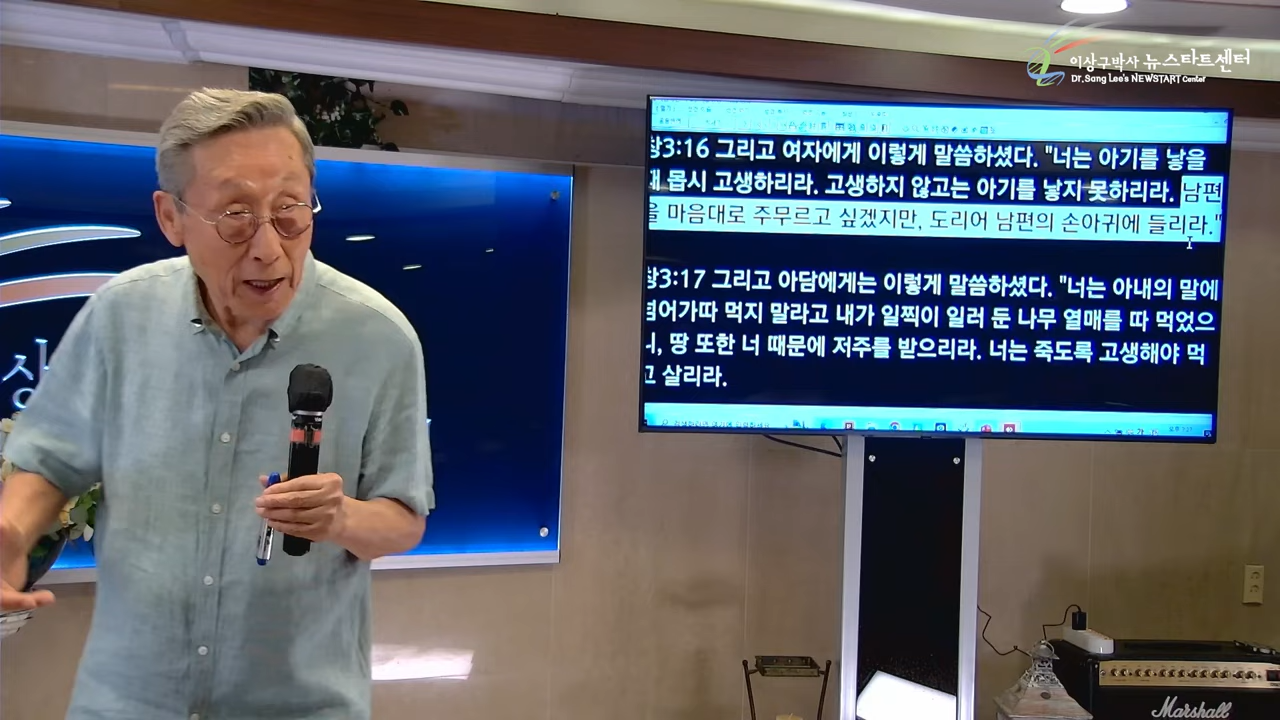 이상구박사 뉴스타트센터
Dr. Sang Lee's NEWSTART Center
창3:16 그리고 여자에게 이렇게 말씀하셨다. "너는 아기를 낳을
때 몹시 고생하리라. 고생하지 않고는 아기를 낳지 못하리라. 남편
을 마음대로 주무르고 싶겠지만, 도리어 남편의 손아귀에 들리라."
창3:17 그리고 아담에게는 이렇게 말씀하셨다. "너는 아내의 말에
넘어가따 먹지 말라고 내가 일찍이 일러 둔 나무 열매를 따 먹었으
니, 땅 또한 너 때문에 저주를 받으리라. 너는 죽도록 고생해야 먹
고 살리라.
상
Marshall